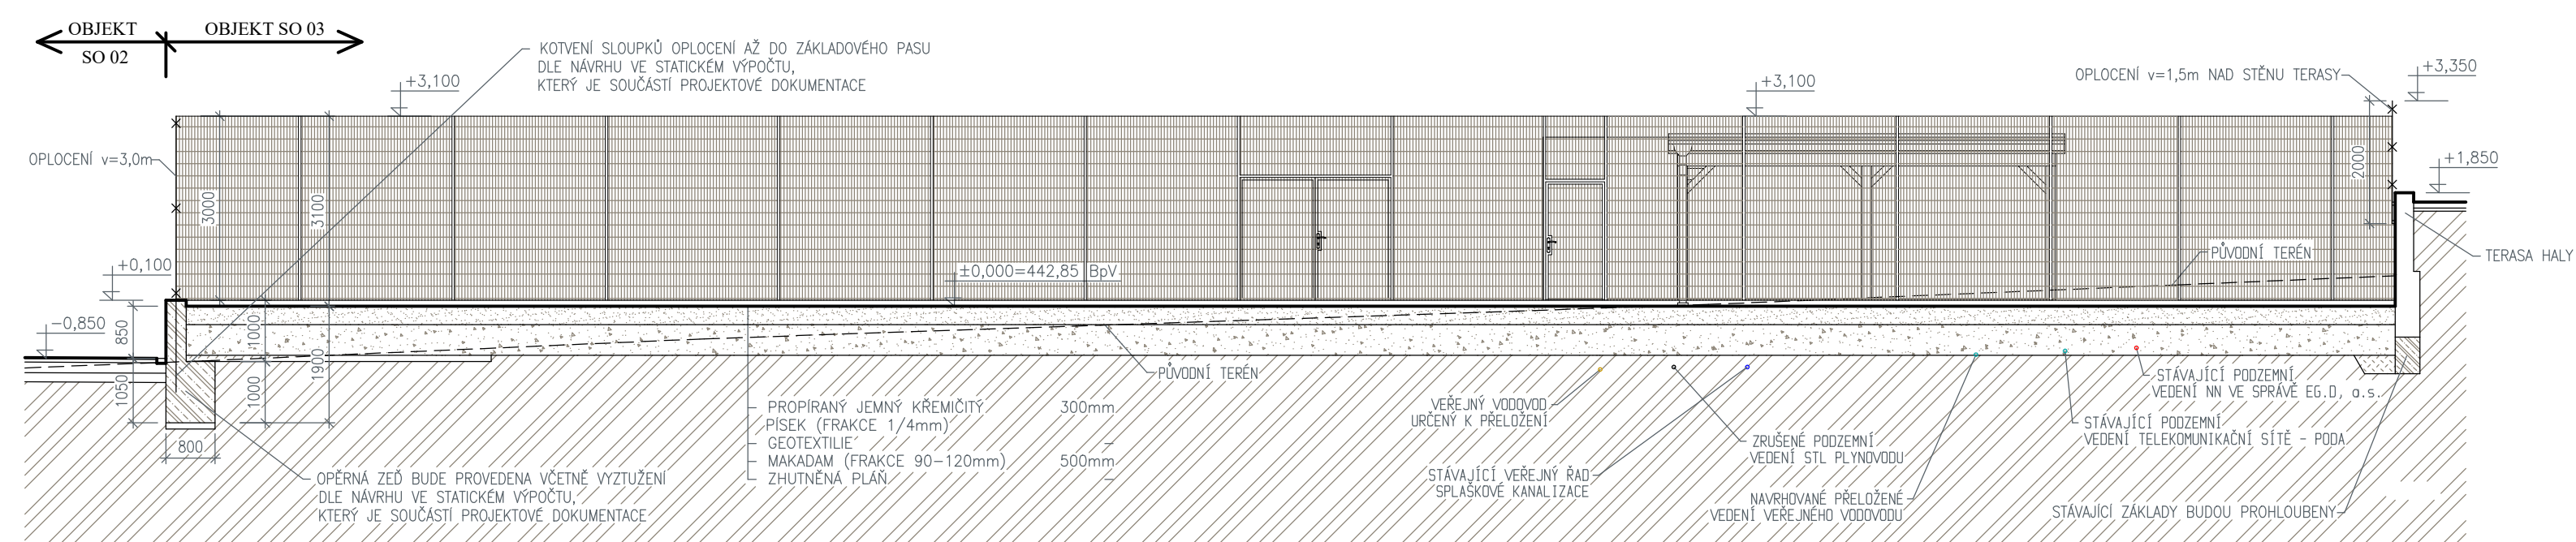 OBJEKT
SO 02
OBJEKT SO 03
KOTVENÍ SLOUPKŮ OPLOCENÍ AŽ DO ZÁKLADOVÉHO PASU
DLE NÁVRHU VE STATICKÉM VÝPOČTU,
KTERÝ JE SOUČÁSTÍ PROJEKTOVÉ DOKUMENTACE
+3,100
+3,100
OPLOCENÍ v=1,5m NAD STĚNU TERASY
+3,350
OPLOCENÍ v=3,0m
3000
3100
2000
+1,850
+0,100
±0,000=442,85 BpV
PŮVODNÍ TERÉN
TERASA HALY
-0,850
850
1050
1000
1000
1900
800
PŮVODNÍ TERÉN
PROPÍRANÝ JEMNÝ KŘEMIČITÝ 300mm
PÍSEK (FRAKCE 1/4mm)
GEOTEXTILIE –
MAKADAM (FRAKCE 90-120mm) 500mm
ZHUTNĚNÁ PLÁŇ –
OPĚRNÁ ZEĎ BUDE PROVEDENA VČETNĚ VYZTUŽENÍ
DLE NÁVRHU VE STATICKÉM VÝPOČTU,
KTERÝ JE SOUČÁSTÍ PROJEKTOVÉ DOKUMENTACE
VEŘEJNÝ VODOVOD
URČENÝ K PŘELOŽENÍ
STÁVAJÍCÍ VEŘEJNÝ ŘAD
SPLAŠKOVÉ KANALIZACE
ZRUŠENÉ PODZEMNÍ
VEDENÍ STL PLYNOVODU
NAVRHOVANÉ PŘELOŽENÉ
VEDENÍ VEŘEJNÉHO VODOVODU
STÁVAJÍCÍ PODZEMNÍ
VEDENÍ NN VE SPRÁVĚ EG.D, a.s.
STÁVAJÍCÍ PODZEMNÍ
VEDENÍ TELEKOMUNIKAČNÍ SÍTĚ - PODA
STÁVAJÍCÍ ZÁKLADY BUDOU PROHLOUBENY